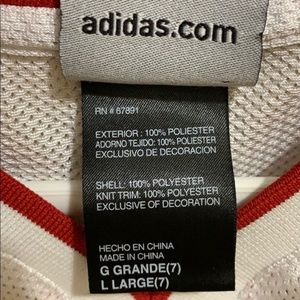 adidas.com
RN # 67891
EXTERIOR : 100% POLIESTER
ADORNO TEJIDO: 100% POLIESTER
EXCLUSIVO DE DECORACION
SHELL: 100% POLYESTER
KNIT TRIM: 100% POLYESTER
EXCLUSIVE OF DECORATION
HECHO EN CHINA
MADE IN CHINA
G GRANDE(7)
L LARGE(7)